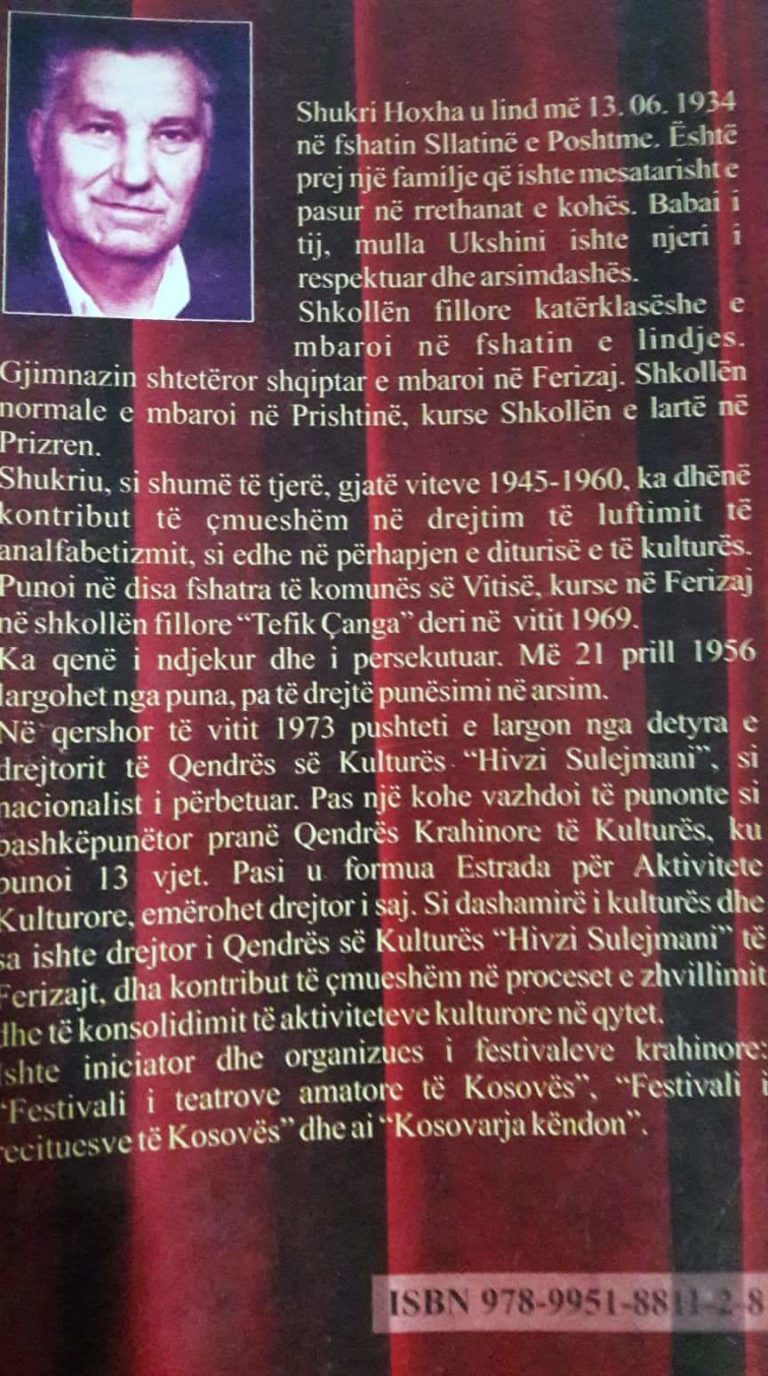 Shukri Hoxha u lind më 13. 06. 1934
në fshatin Sllatinë e Poshtme. Është
prej një familje që ishte mesatarisht e
pasur në rrethanat e kohës. Babai i
tij, mulla Ukshini ishte njeri i
respektuar dhe arsimdashës.
Shkollën fillore katërklasëshe e
mbaroi në fshatin e lindjes.
Gjimnazin shtetëror shqiptar e mbaroi në Ferizaj. Shkollën
normale e mbaroi në Prishtinë, kurse Shkollën e lartë në
Prizren.
Shukriu, si shumë të tjerë, gjatë viteve 1945-1960, ka dhënë
kontribut të çmueshëm në drejtim të luftimit të
analfabetizmit, si edhe në përhapjen e diturisë e të kulturës.
Punoi në disa fshatra të komunës së Vitisë, kurse në Ferizaj
në shkollën fillore “Tefik Çanga” deri në vitit 1969.
Ka qenë i ndjekur dhe i persekutuar. Më 21 prill 1956
largohet nga puna, pa të drejtë punësimi në arsim.
Në qershor të vitit 1973 pushteti e largon nga detyra e
drejtorit të Qendrës së Kulturës “Hivzi Sulejmani”, si
nacionalist i përbetuar. Pas një kohe vazhdoi të punonte si
bashkëpunëtor pranë Qendrës Krahinore të Kulturës, ku
punoi 13 vjet. Pasi u formua Estrada për Aktivitete
Kulturore, emërohet drejtor i saj. Si dashamirë i kulturës dhe
sa ishte drejtor i Qendrës së Kulturës “Hivzi Sulejmani” të
Ferizajt, dha kontribut të çmueshëm në proceset e zhvillimit
dhe të konsolidimit të aktiviteteve kulturore në qytet.
Ishte iniciator dhe organizues i festivaleve krahinore:
“Festivali i teatrove amatore të Kosovës”, “Festivali i
recituesve të Kosovës” dhe ai “Kosovarja këndon”.
ISBN 978-9951-8811-2-8